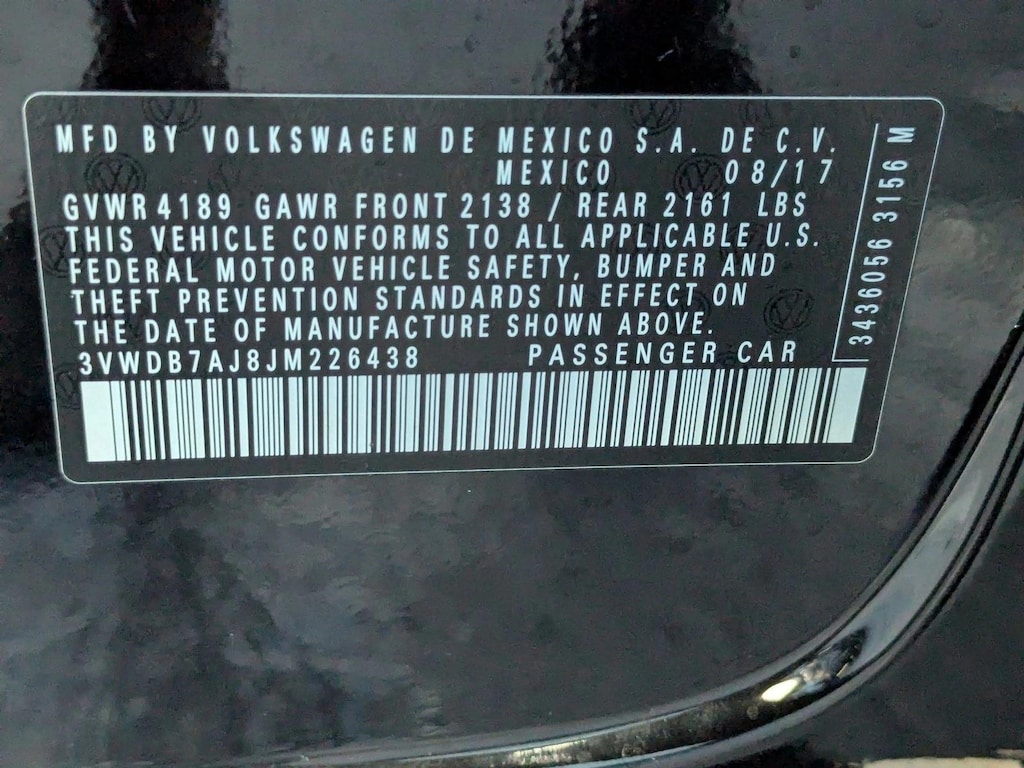 MFD BY VOLKSWAGEN DE MEXICO S.A. DE C.V.
MEXICO 08/17
GVWR 4189 GAWR FRONT 2138 / REAR 2161 LBS
THIS VEHICLE CONFORMS TO ALL APPLICABLE U.S.
FEDERAL MOTOR VEHICLE SAFETY, BUMPER AND
THEFT PREVENTION STANDARDS IN EFFECT ON
THE DATE OF MANUFACTURE SHOWN ABOVE.
3VWDB7AJ8JM226438 PASSENGER CAR
3436056 3156 M